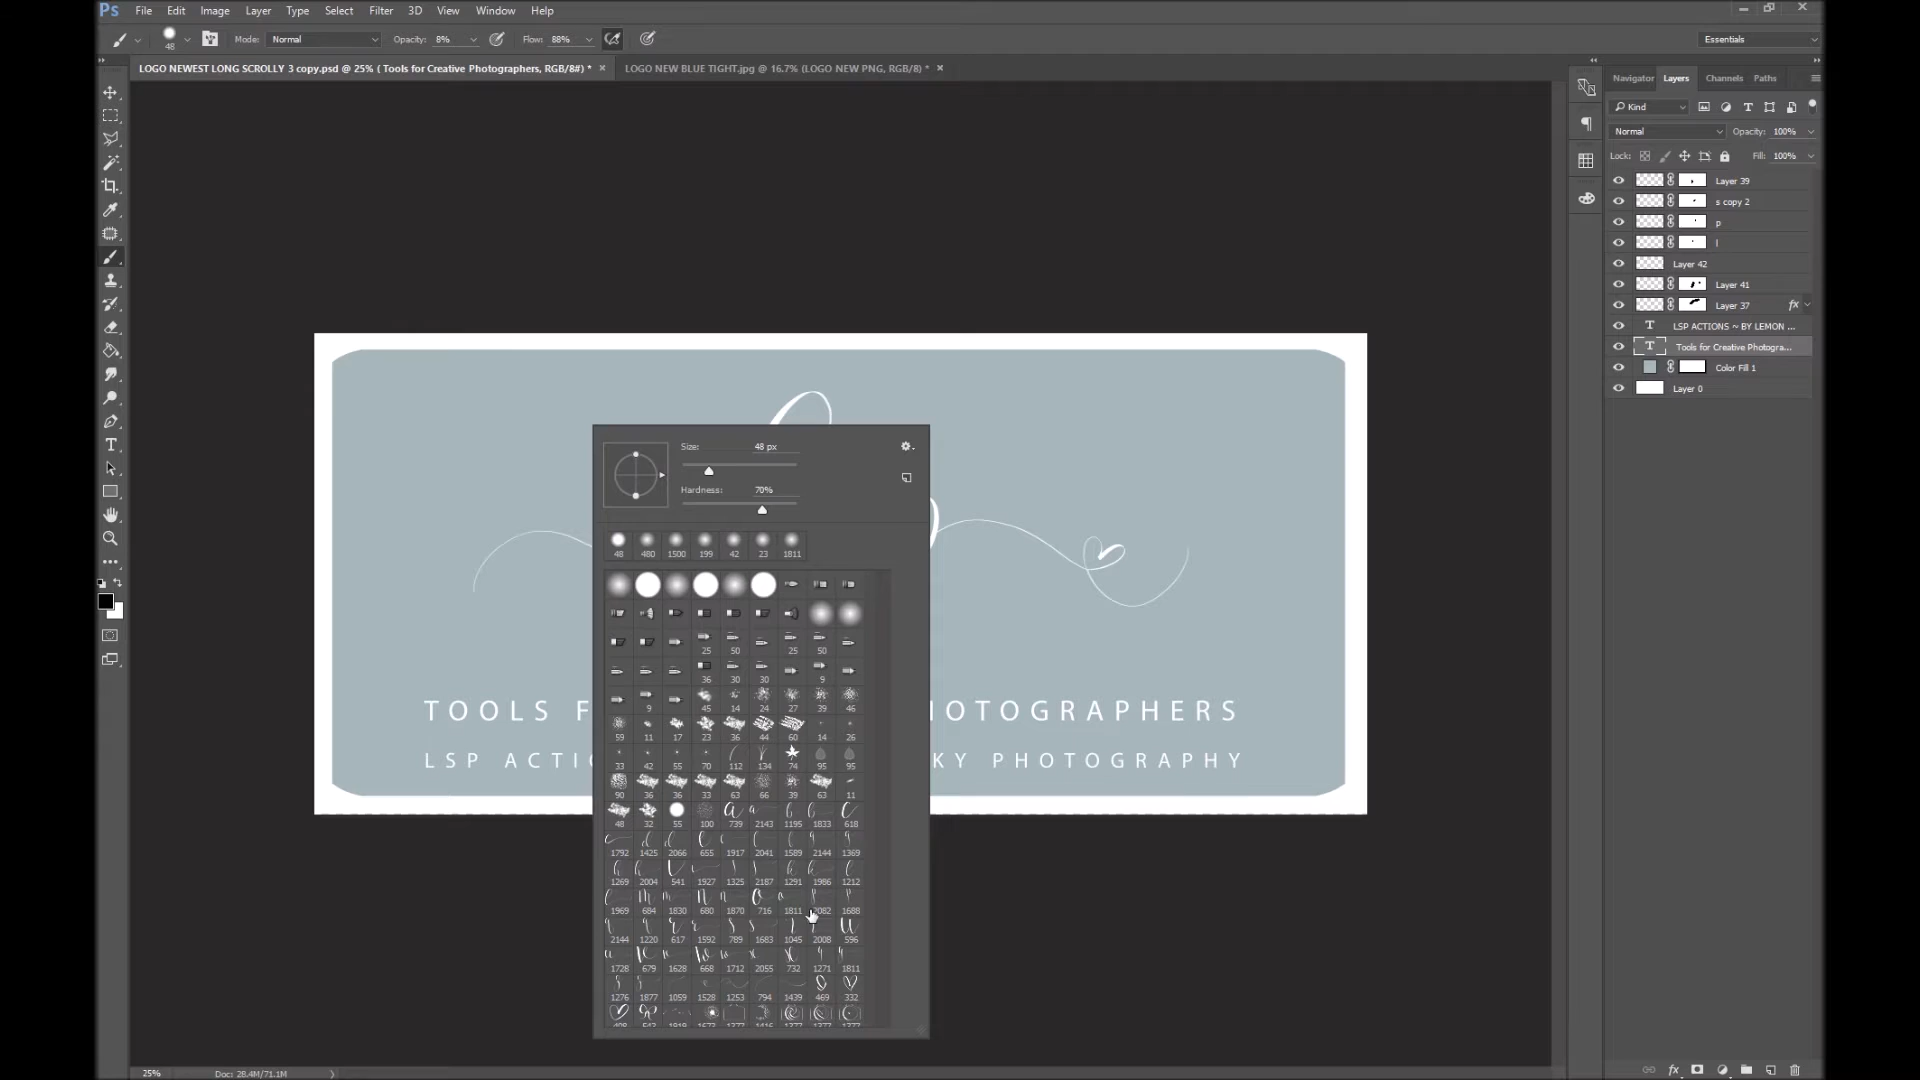 Ps File Edit Image Layer Type Select Filter 3D View Window Help
48 Mode: Normal Opacity: 8% Flow: 88% Essentials
LOGO NEWEST LONG SCROLLY 3 copy.psd @ 25% ( Tools for Creative Photographers, RGB/8#) * × LOGO NEW BLUE TIGHT.jpg @ 16.7% (LOGO NEW PNG, RGB/8) * ×
Navigator Layers Channels Paths
Kind
Normal Opacity: 100%
Lock: Fill: 100%
Layer 39
s copy 2
p
l
Layer 42
Layer 41
Layer 37 fx
LSP ACTIONS ~ BY LEMON ...
Tools for Creative Photogra...
Color Fill 1
Layer 0
Size: 48 px
Hardness: 70%
48 480 1500 199 42 23 1811
25 50 25 50
36 30 30 9
9 45 14 24 27 39 46
59 11 17 23 36 44 60 14 26
33 42 55 70 112 134 74 95 95
90 36 36 33 63 66 39 63 11
48 32 55 100 739 2143 1195 1833 618
1792 1425 2066 655 1917 2041 1589 2144 1369
1269 2004 541 1927 1325 2187 1291 1986 1212
1969 684 1830 680 1870 716 1811 2082 1688
2144 1220 617 1592 789 1683 1045 2008 596
1728 679 1628 668 1712 2055 732 1271 1811
1276 1877 1059 1528 1253 794 1439 469 332
TOOLS F OTOGRAPHERS
LSP ACTIO KY PHOTOGRAPHY
25% Doc: 28.4M/71.1M